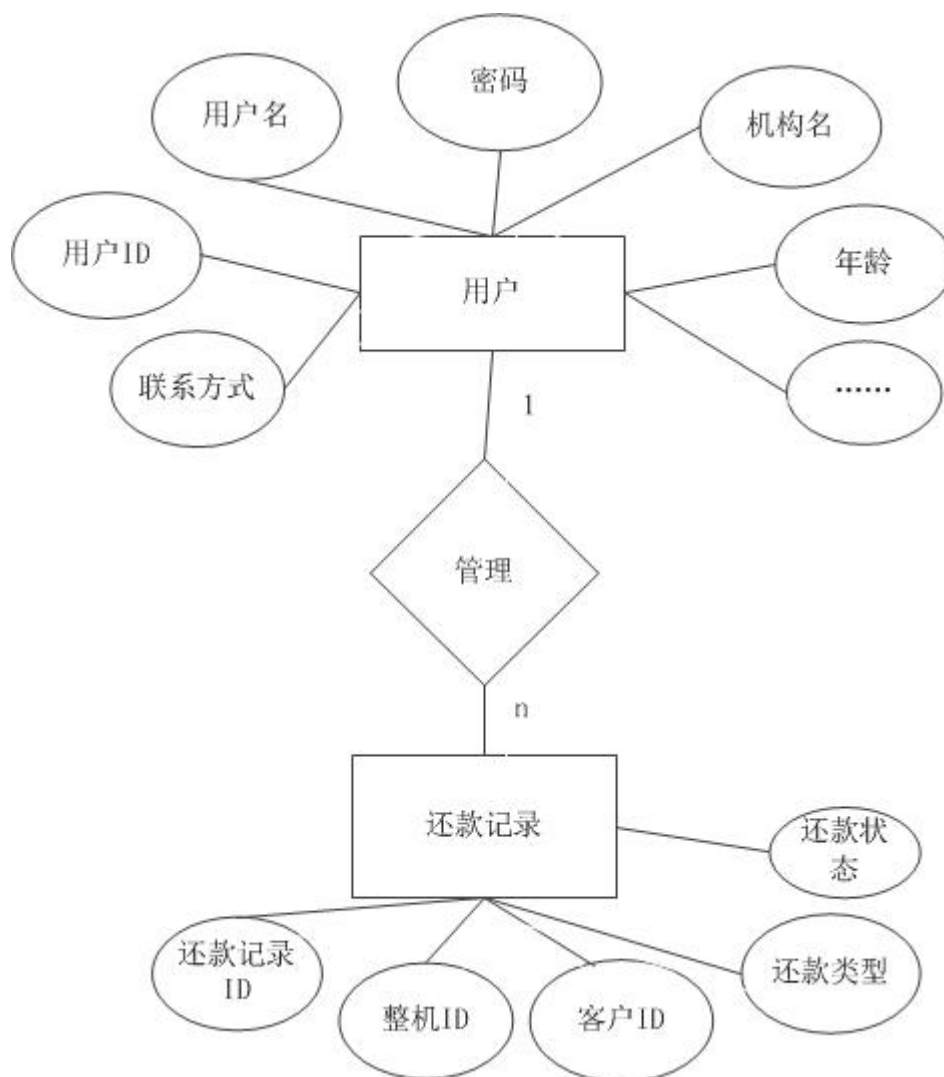 密码
用户名
机构名
用户ID
年龄
用户
联系方式
......
1
管理
n
还款记录
还款状
态
还款记录
ID
还款类型
整机ID
客户ID